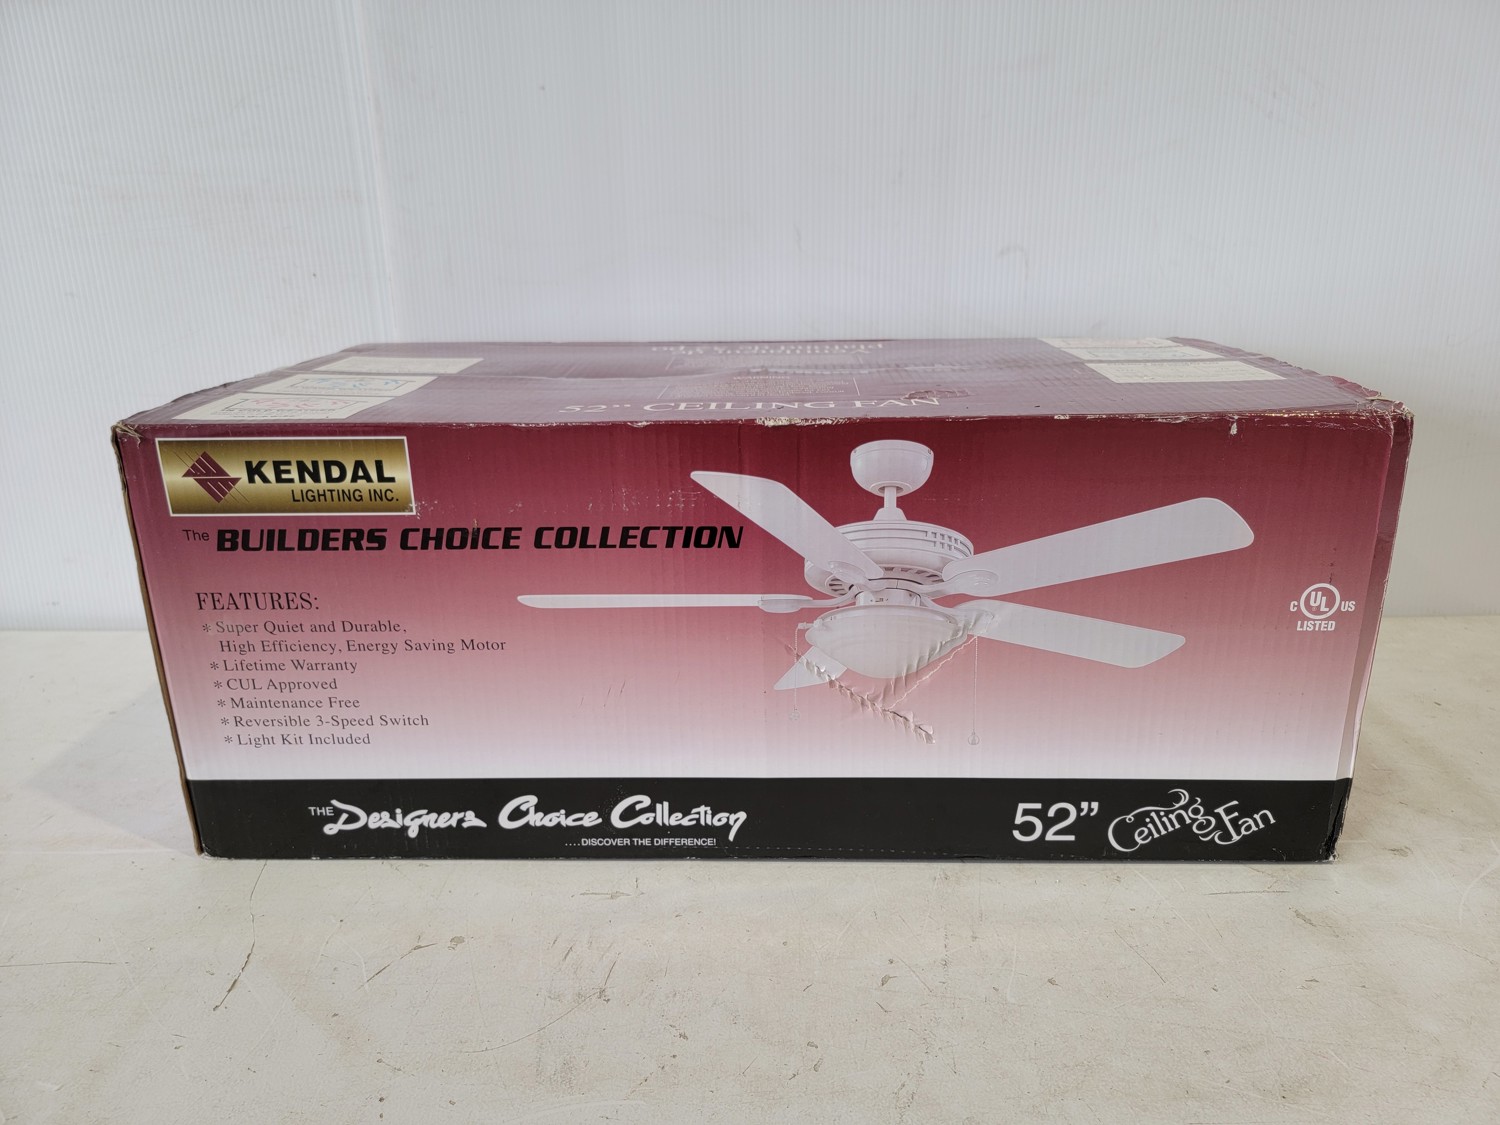 52" CEILING FAN
KENDAL
LIGHTING INC.
The BUILDERS CHOICE COLLECTION
FEATURES:
* Super Quiet and Durable,
High Efficiency, Energy Saving Motor
* Lifetime Warranty
* CUL Approved
* Maintenance Free
* Reversible 3-Speed Switch
* Light Kit Included
C UL US
LISTED
THE Designers Choice Collection
....DISCOVER THE DIFFERENCE!
52" Ceiling Fan